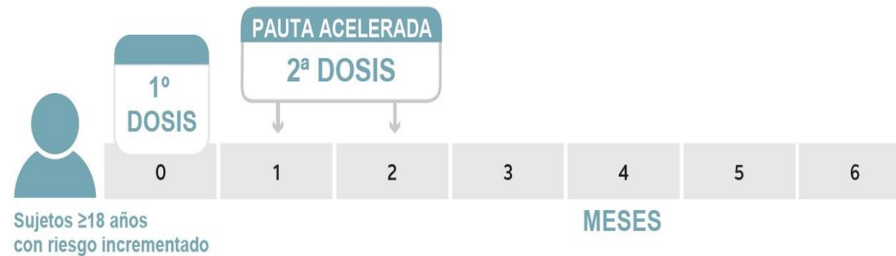 PAUTA ACELERADA
2ª DOSIS
1º
DOSIS
0 1 2 3 4 5 6
Sujetos ≥18 años
con riesgo incrementado
MESES